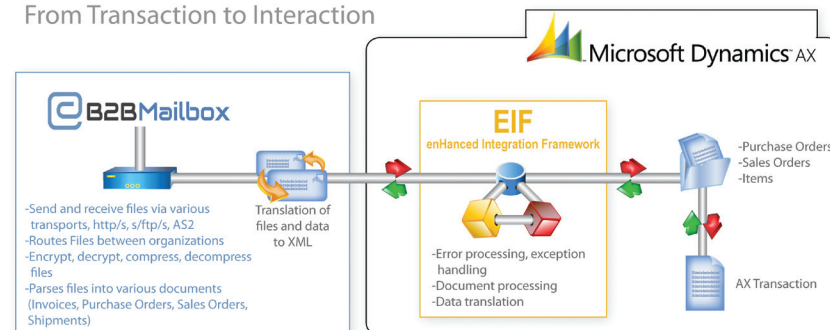 From Transaction to Interaction
Microsoft Dynamics AX
@B2BMailbox
-Send and receive files via various
transports, http/s, s/ftp/s, AS2
-Routes Files between organizations
-Encrypt, decrypt, compress, decompress
files
-Parses files into various documents
(Invoices, Purchase Orders, Sales Orders,
Shipments)
Translation of
files and data
to XML
EIF
enHanced Integration Framework
-Error processing, exception
handling
-Document processing
-Data translation
-Purchase Orders
-Sales Orders
-Items
AX Transaction